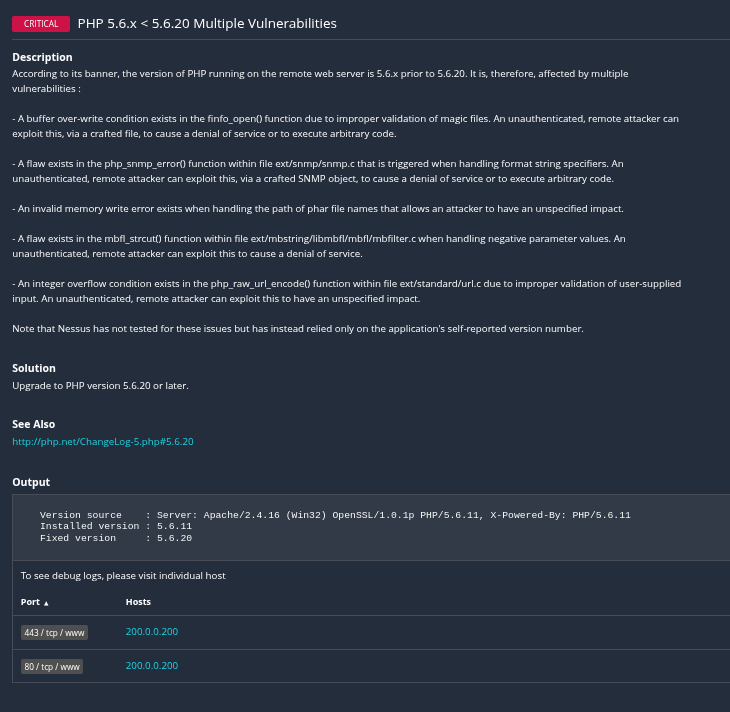 CRITICAL PHP 5.6.x < 5.6.20 Multiple Vulnerabilities
Description
According to its banner, the version of PHP running on the remote web server is 5.6.x prior to 5.6.20. It is, therefore, affected by multiple
vulnerabilities :
- A buffer over-write condition exists in the finfo_open() function due to improper validation of magic files. An unauthenticated, remote attacker can
exploit this, via a crafted file, to cause a denial of service or to execute arbitrary code.
- A flaw exists in the php_snmp_error() function within file ext/snmp/snmp.c that is triggered when handling format string specifiers. An
unauthenticated, remote attacker can exploit this, via a crafted SNMP object, to cause a denial of service or to execute arbitrary code.
- An invalid memory write error exists when handling the path of phar file names that allows an attacker to have an unspecified impact.
- A flaw exists in the mbfl_strcut() function within file ext/mbstring/libmbfl/mbfl/mbfilter.c when handling negative parameter values. An
unauthenticated, remote attacker can exploit this to cause a denial of service.
- An integer overflow condition exists in the php_raw_url_encode() function within file ext/standard/url.c due to improper validation of user-supplied
input. An unauthenticated, remote attacker can exploit this to have an unspecified impact.
Note that Nessus has not tested for these issues but has instead relied only on the application's self-reported version number.
Solution
Upgrade to PHP version 5.6.20 or later.
See Also
http://php.net/ChangeLog-5.php#5.6.20
Output
Version source    : Server: Apache/2.4.16 (Win32) OpenSSL/1.0.1p PHP/5.6.11, X-Powered-By: PHP/5.6.11
Installed version : 5.6.11
Fixed version     : 5.6.20
To see debug logs, please visit individual host
Port ▲ Hosts
443 / tcp / www 200.0.0.200
80 / tcp / www 200.0.0.200